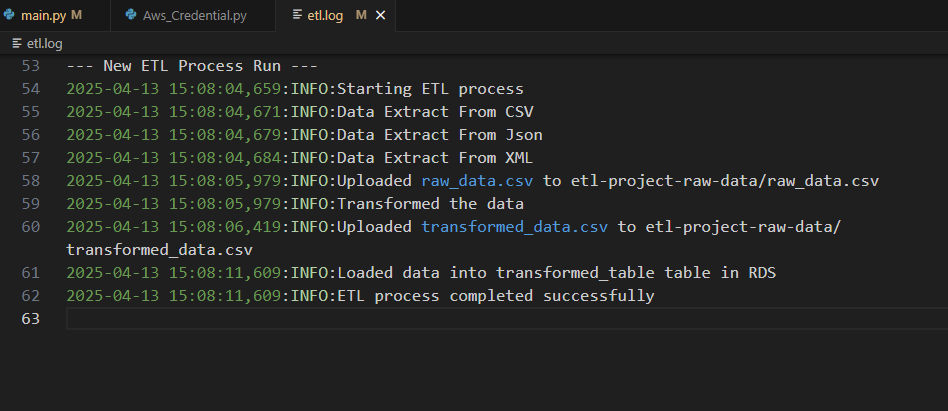 main.py M
Aws_Credential.py
etl.log M
etl.log
53 --- New ETL Process Run ---
54 2025-04-13 15:08:04,659:INFO:Starting ETL process
55 2025-04-13 15:08:04,671:INFO:Data Extract From CSV
56 2025-04-13 15:08:04,679:INFO:Data Extract From Json
57 2025-04-13 15:08:04,684:INFO:Data Extract From XML
58 2025-04-13 15:08:05,979:INFO:Uploaded raw_data.csv to etl-project-raw-data/raw_data.csv
59 2025-04-13 15:08:05,979:INFO:Transformed the data
60 2025-04-13 15:08:06,419:INFO:Uploaded transformed_data.csv to etl-project-raw-data/
transformed_data.csv
61 2025-04-13 15:08:11,609:INFO:Loaded data into transformed_table table in RDS
62 2025-04-13 15:08:11,609:INFO:ETL process completed successfully
63